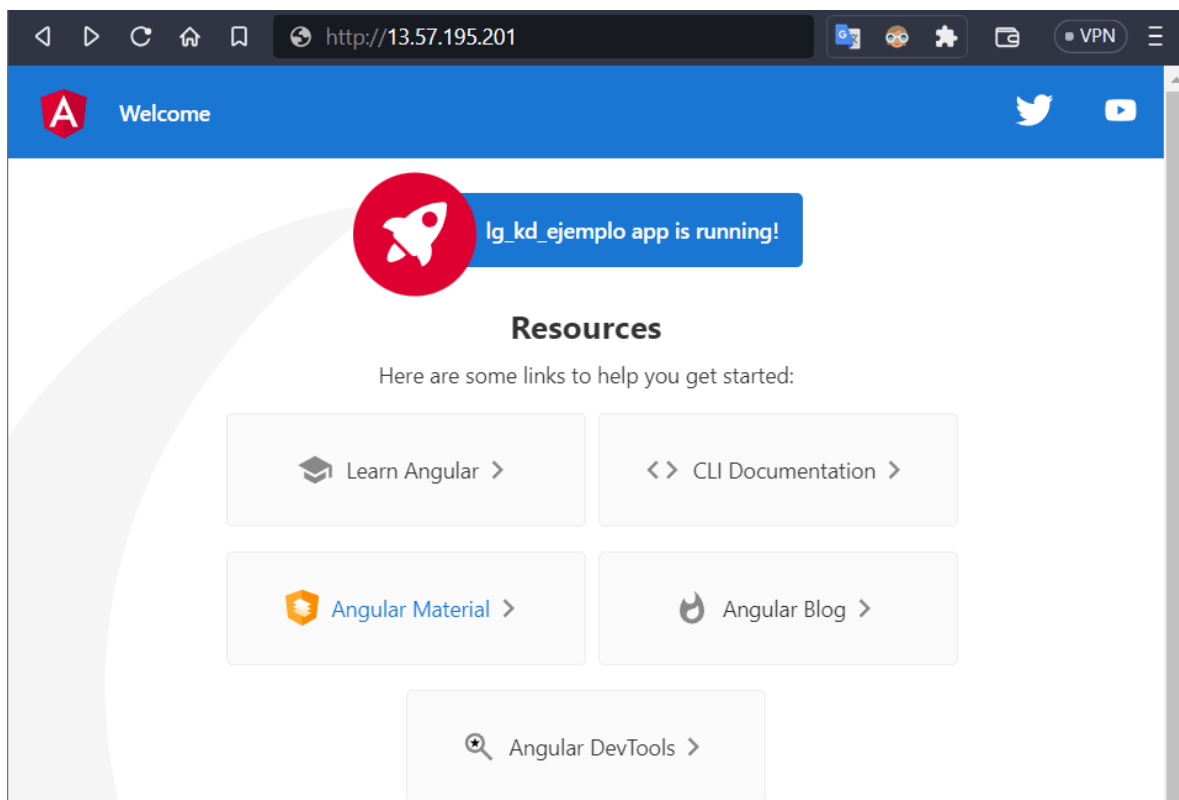 http://13.57.195.201
VPN
A
Welcome
lg_kd_ejemplo app is running!
Resources
Here are some links to help you get started:
Learn Angular
CLI Documentation
Angular Material
Angular Blog
Angular DevTools